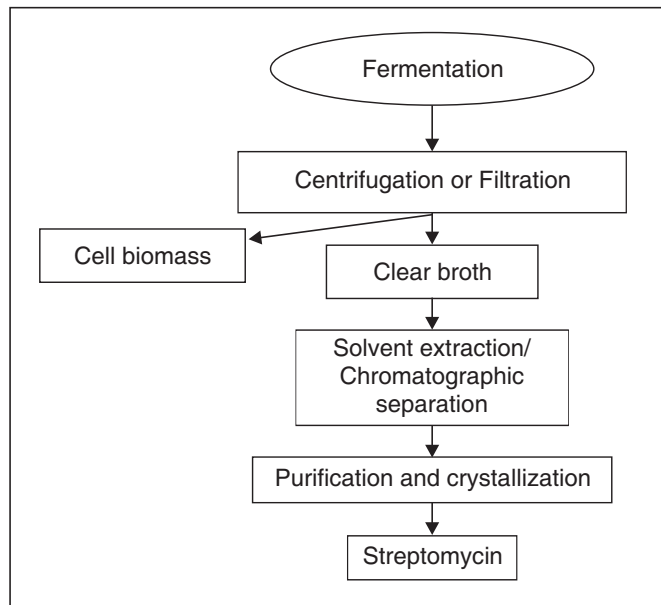 Fermentation
Centrifugation or Filtration
Cell biomass
Clear broth
Solvent extraction/
Chromatographic
separation
Purification and crystallization
Streptomycin